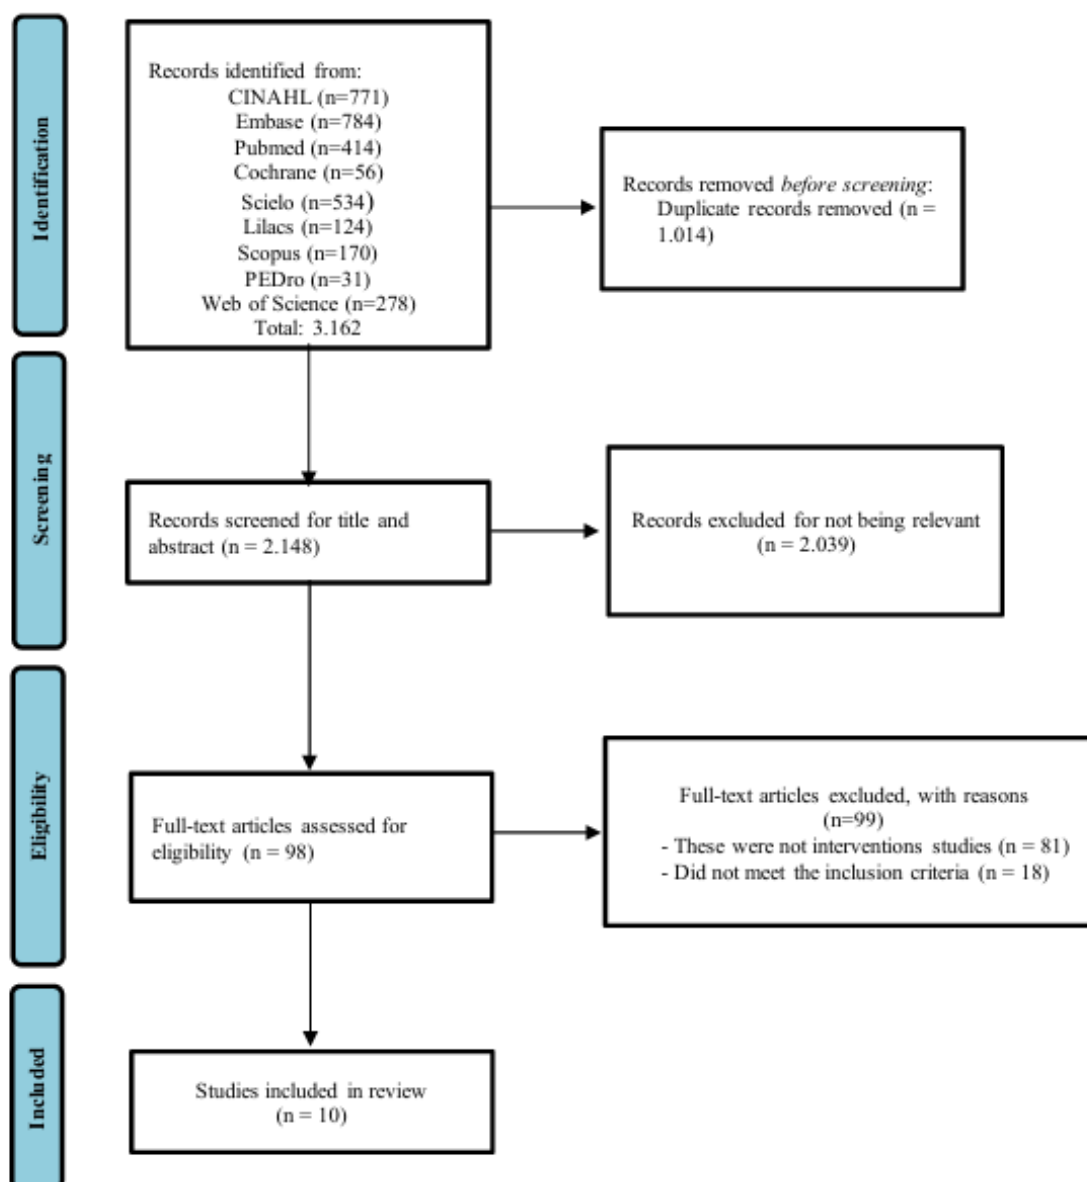 Identification
Records identified from:
CINAHL (n=771)
Embase (n=784)
Pubmed (n=414)
Cochrane (n=56)
Scielo (n=534)
Lilacs (n=124)
Scopus (n=170)
PEDro (n=31)
Web of Science (n=278)
Total: 3.162
Records removed before screening:
Duplicate records removed (n =
1.014)
Screening
Records screened for title and
abstract (n = 2.148)
Records excluded for not being relevant
(n = 2.039)
Eligibility
Full-text articles assessed for
eligibility (n = 98)
Full-text articles excluded, with reasons
(n=99)
- These were not interventions studies (n = 81)
- Did not meet the inclusion criteria (n = 18)
Included
Studies included in review
(n = 10)